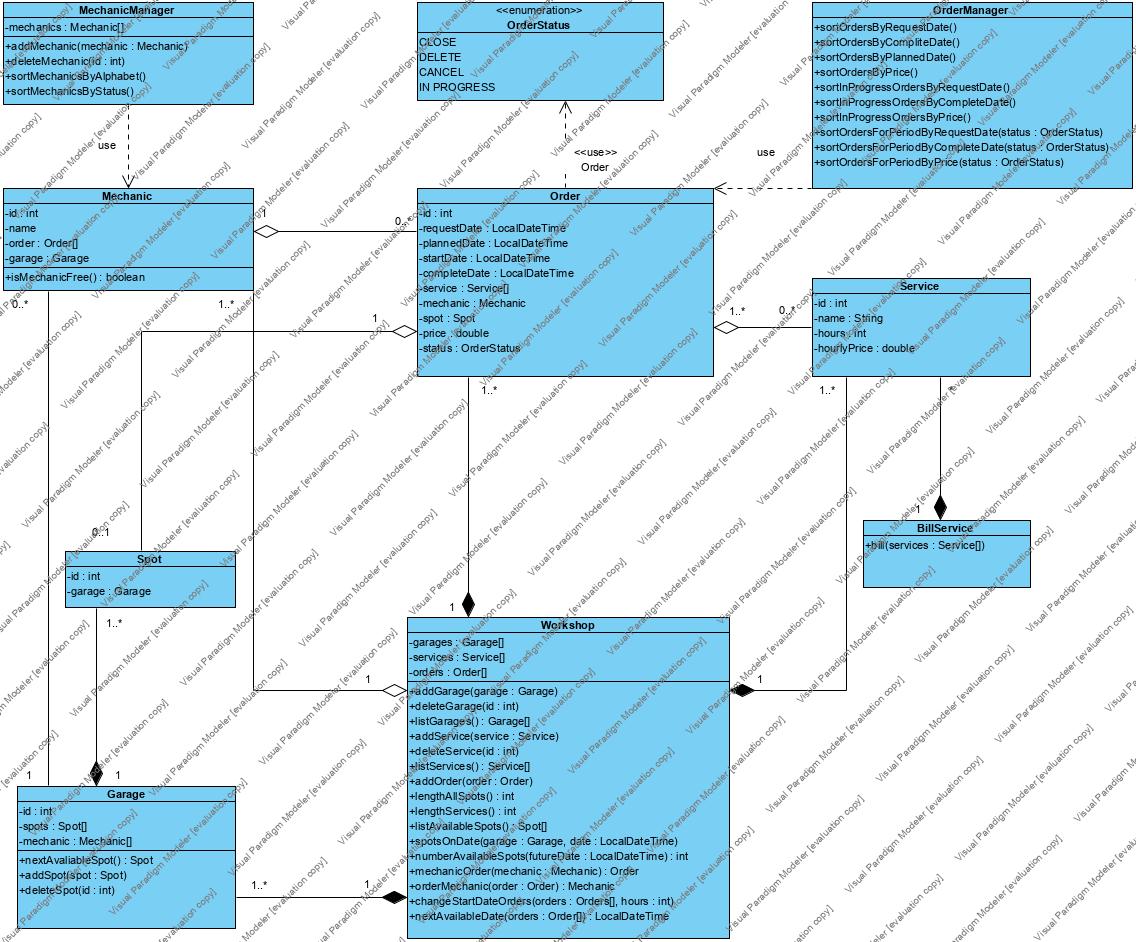 MechanicManager
-mechanics : Mechanic[]
+addMechanic(mechanic : Mechanic)
+deleteMechanic(id : int)
+sortMechanicsByAlphabet()
+sortMechanicsByStatus()
<<enumeration>>
OrderStatus
CLOSE
DELETE
CANCEL
IN PROGRESS
OrderManager
+sortOrdersByRequestDate()
+sortOrdersByCompliteDate()
+sortOrdersByPlannedDate()
+sortOrdersByPrice()
+sortInProgressOrdersByRequestDate()
+sortInProgressOrdersByCompleteDate()
+sortInProgressOrdersByPrice()
+sortOrdersForPeriodByRequestDate(status : OrderStatus)
+sortOrdersForPeriodByCompleteDate(status : OrderStatus)
+sortOrdersForPeriodByPrice(status : OrderStatus)
use
<<use>>
Order
use
Mechanic
-id : int
-name
-order : Order[]
-garage : Garage
+isMechanicFree() : boolean
1
0..*
Order
-id : int
-requestDate : LocalDateTime
-plannedDate : LocalDateTime
-startDate : LocalDateTime
-completeDate : LocalDateTime
-service : Service[]
-mechanic : Mechanic
-spot : Spot
-price : double
-status : OrderStatus
Service
-id : int
-name : String
-hours : int
-hourlyPrice : double
0..*
1..*
1
1..*
0..*
1..*
1..*
*
0..1
1
BillService
+bill(services : Service[])
Spot
-id : int
-garage : Garage
1..*
1
Workshop
-garages : Garage[]
-services : Service[]
-orders : Order[]
+addGarage(garage : Garage)
+deleteGarage(id : int)
+listGarages() : Garage[]
+addService(service : Service)
+deleteService(id : int)
+listServices() : Service[]
+addOrder(order : Order)
+lengthAllSpots() : int
+lengthServices() : int
+listAvailableSpots() : Spot[]
+spotsOnDate(garage : Garage, date : LocalDateTime)
+numberAvailableSpots(futureDate : LocalDateTime) : int
+mechanicOrder(mechanic : Mechanic) : Order
+orderMechanic(order : Order) : Mechanic
+changeStartDateOrders(orders : Orders[], hours : int)
+nextAvailableDate(orders : Order[]) : LocalDateTime
1
1
1
1
Garage
-id : int
-spots : Spot[]
-mechanic : Mechanic[]
+nextAvaliableSpot() : Spot
+addSpot(spot : Spot)
+deleteSpot(id : int)
1..*
1
Visual Paradigm Modeler [evaluation copy]